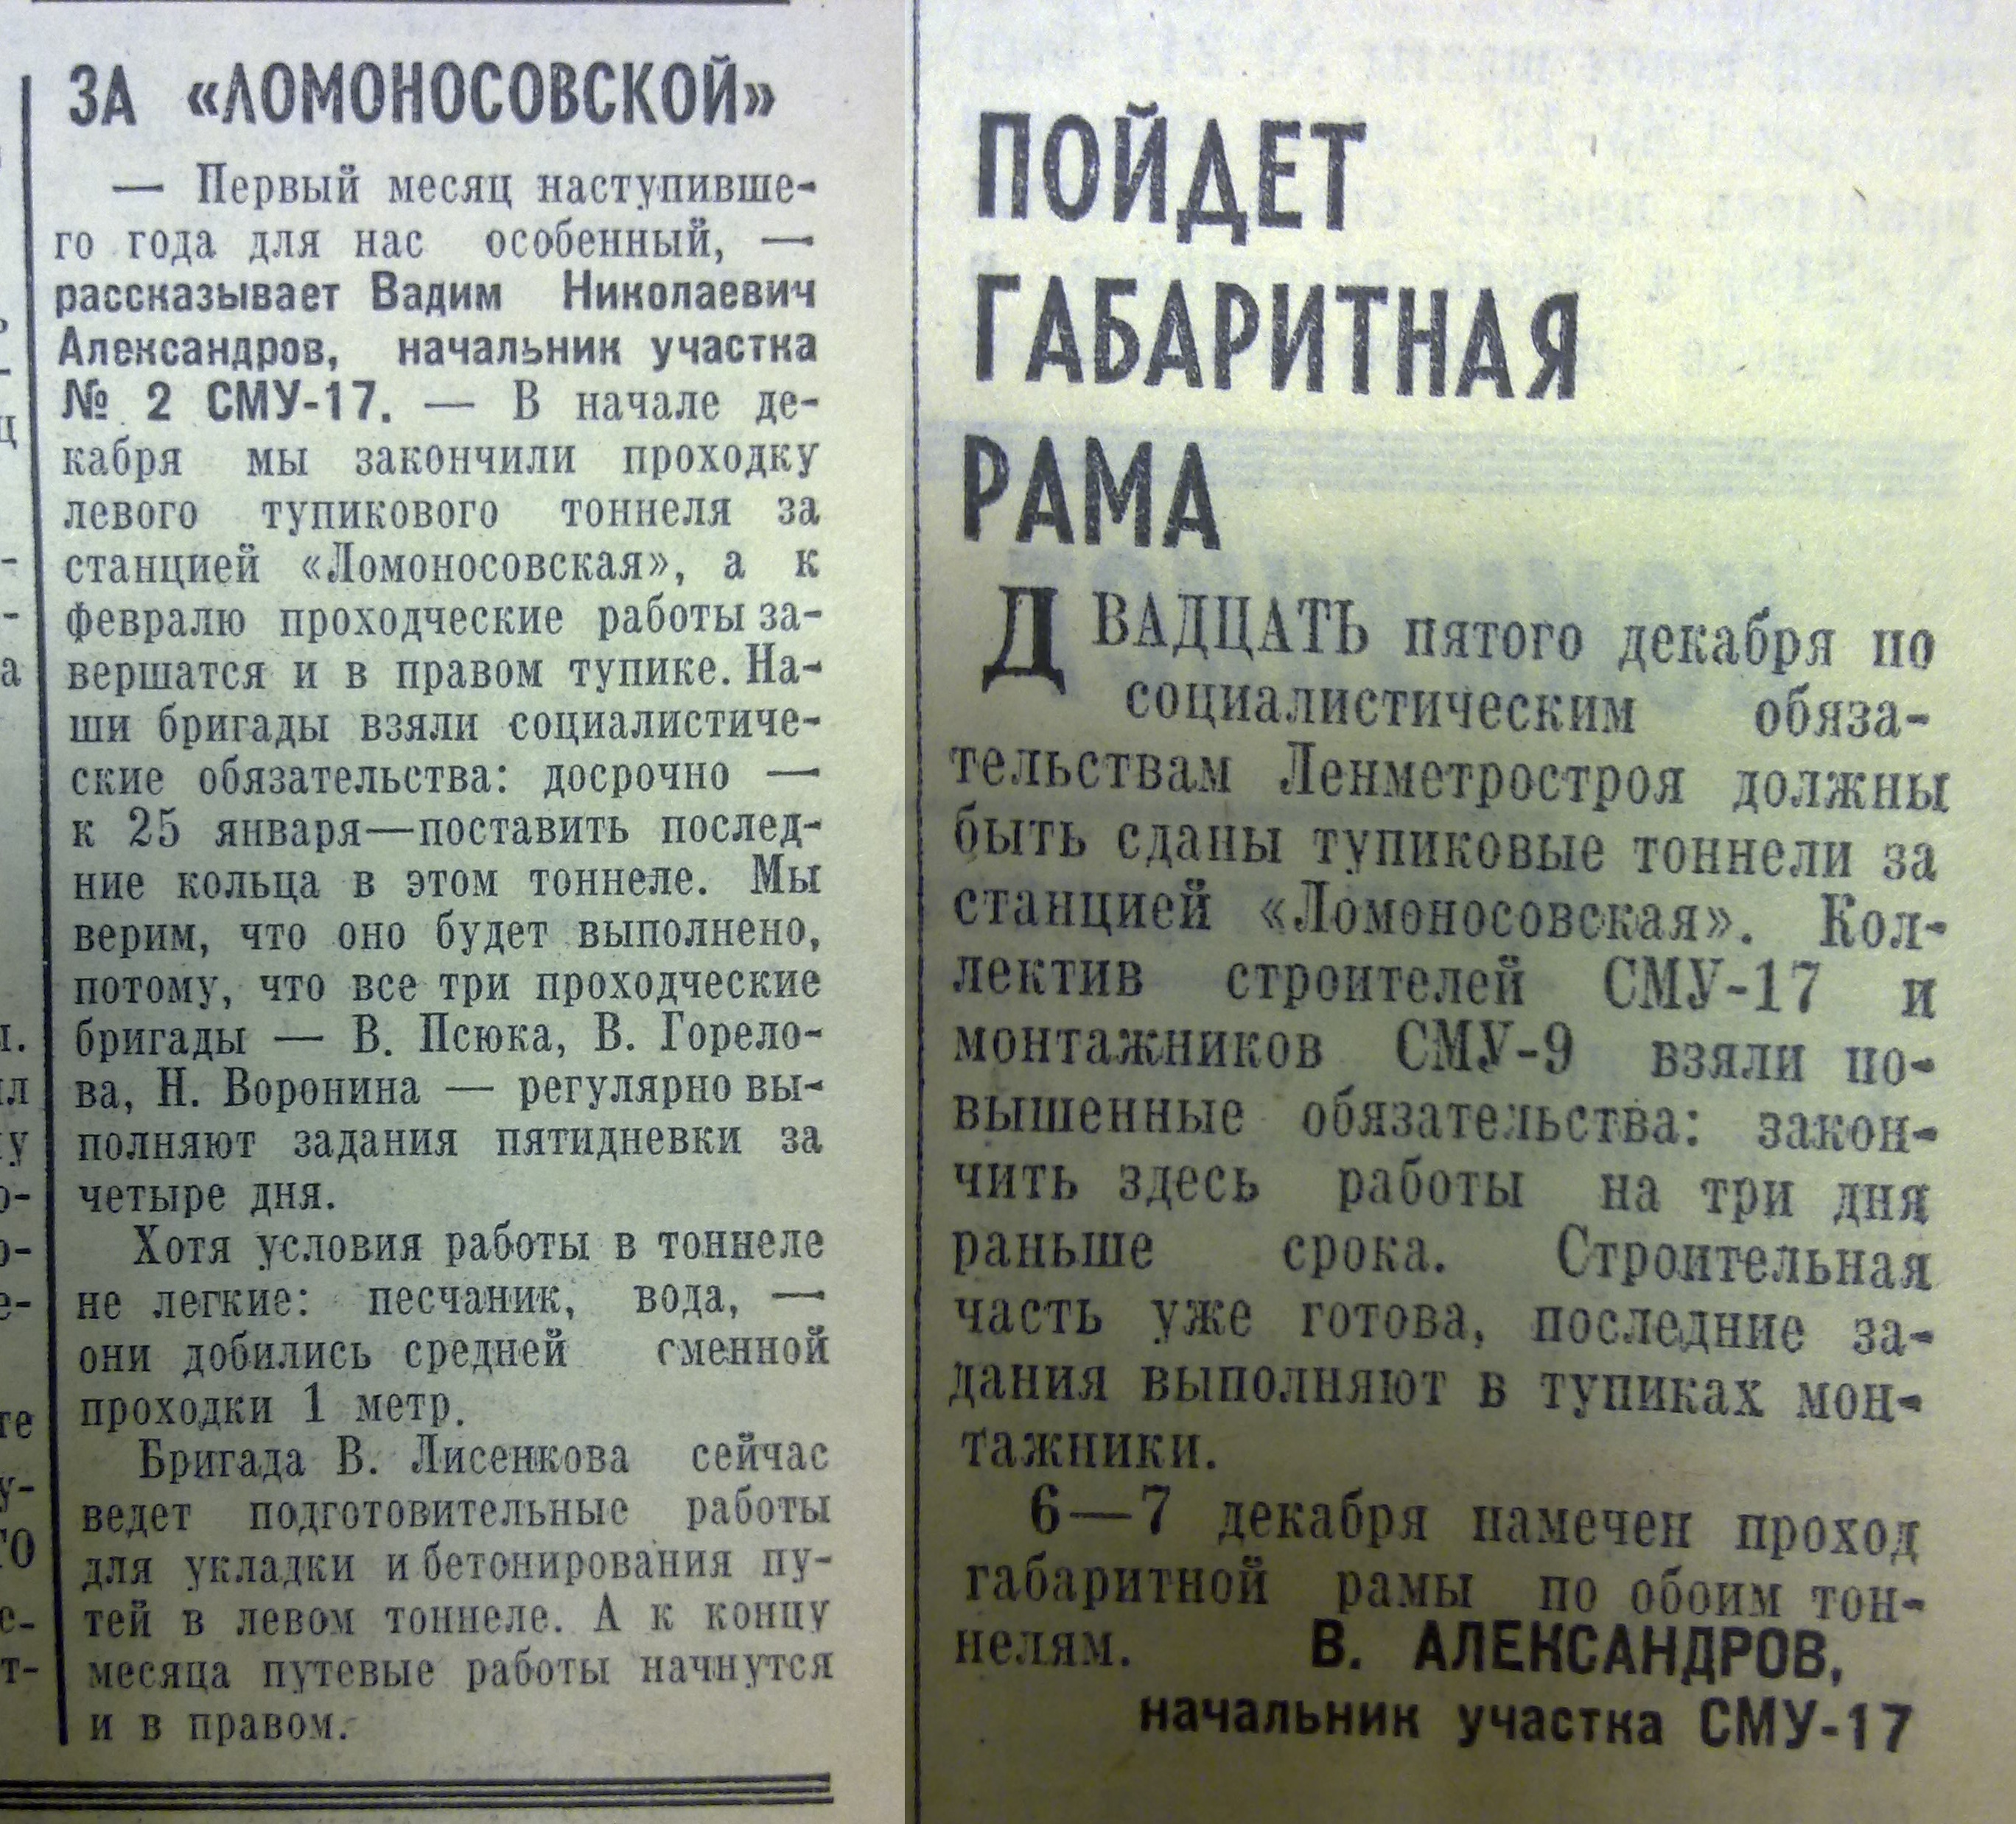 ЗА «ЛОМОНОСОВСКОЙ»
— Первый месяц наступивше-
го года для нас особенный, —
рассказывает Вадим Николаевич
Александров, начальник участка
№ 2 СМУ-17. — В начале де-
кабря мы закончили проходку
левого тупикового тоннеля за
станцией «Ломоносовская», а к
февралю проходческие работы за-
вершатся и в правом тупике. На-
ши бригады взяли социалистиче-
ские обязательства: досрочно —
к 25 января—поставить послед-
ние кольца в этом тоннеле. Мы
верим, что оно будет выполнено,
потому, что все три проходческие
бригады — В. Псюка, В. Горело-
ва, Н. Воронина — регулярно вы-
полняют задания пятидневки за
четыре дня.
Хотя условия работы в тоннеле
не легкие: песчаник, вода, —
они добились средней сменной
проходки 1 метр.
Бригада В. Лисенкова сейчас
ведет подготовительные работы
для укладки и бетонирования пу-
тей в левом тоннеле. А к концу
месяца путевые работы начнутся
и в правом.
ПОЙДЕТ
ГАБАРИТНАЯ
РАМА
ДВАДЦАТЬ пятого декабря по
социалистическим обяза-
тельствам Ленметростроя должны
быть сданы тупиковые тоннели за
станцией «Ломоносовская». Кол-
лектив строителей СМУ-17 и
монтажников СМУ-9 взяли по-
вышенные обязательства: закон-
чить здесь работы на три дня
раньше срока. Строительная
часть уже готова, последние за-
дания выполняют в тупиках мон-
тажники.
6—7 декабря намечен проход
габаритной рамы по обоим тон-
нелям.
В. АЛЕКСАНДРОВ,
начальник участка СМУ-17